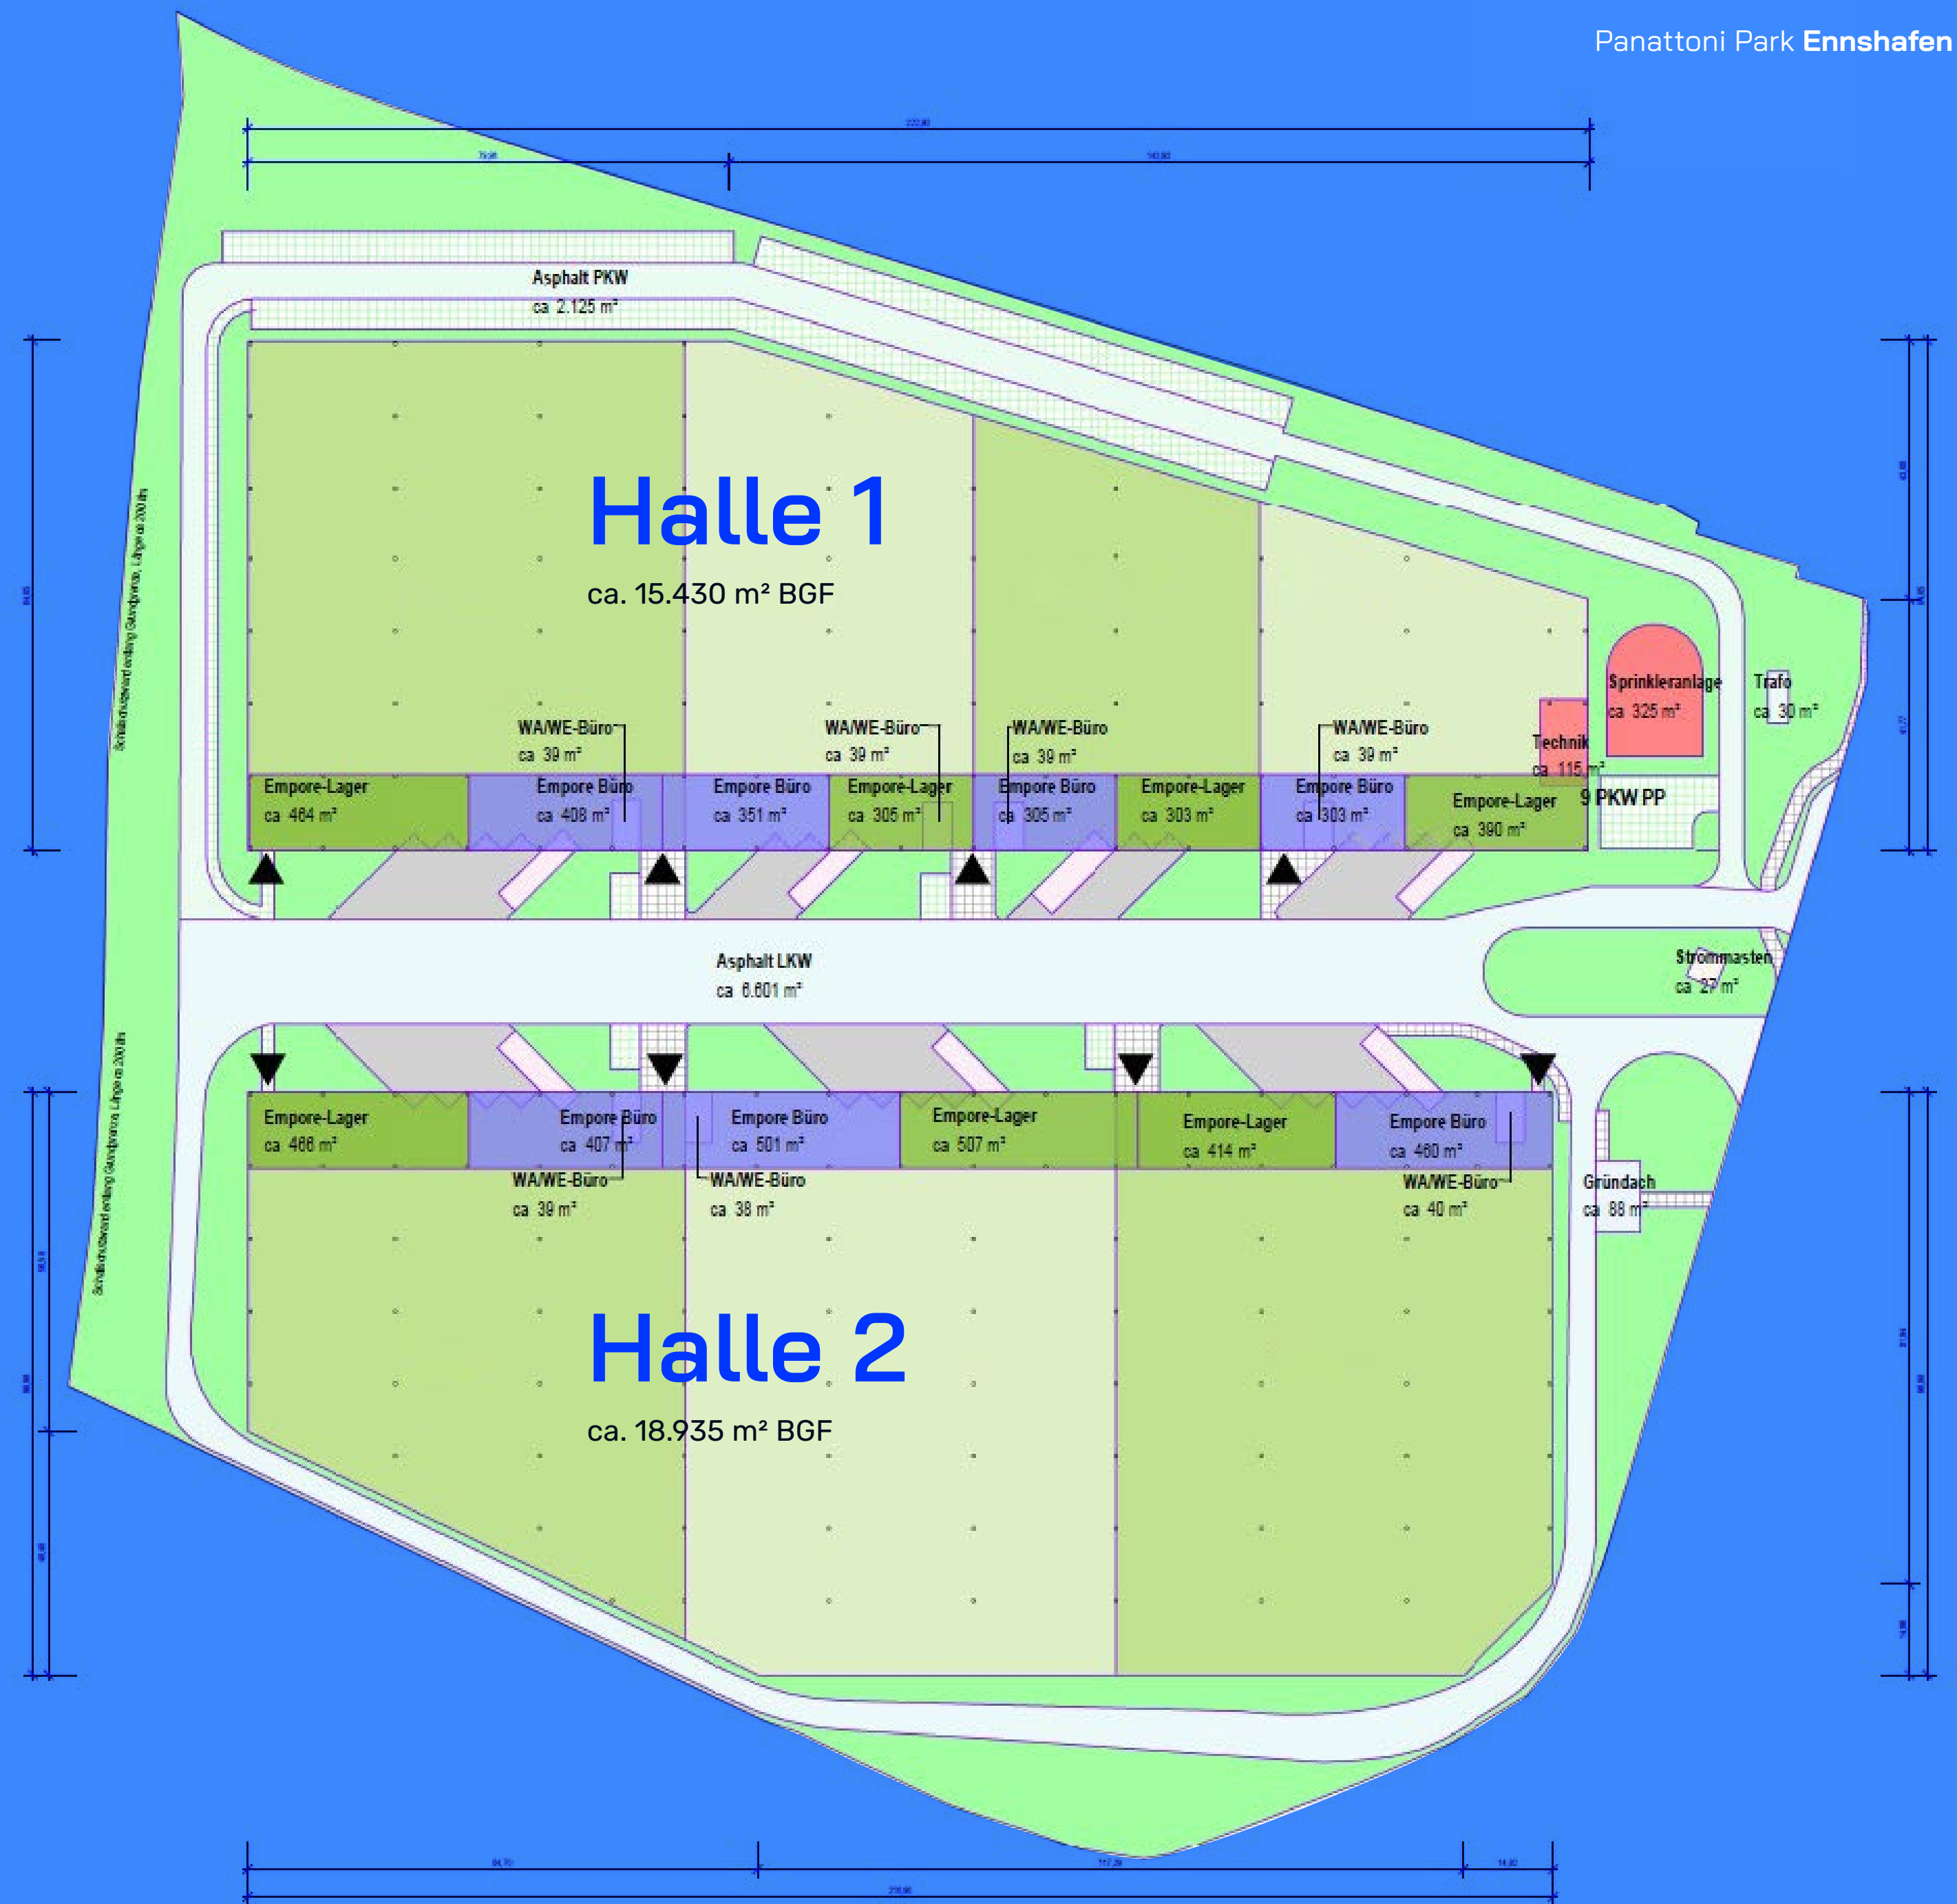 Panattoni Park Ennshafen
Asphalt PKW
ca 2.125 m²
Halle 1
ca. 15.430 m² BGF
Sprinkleranlage
ca 325 m²
Trafo
ca 30 m²
Technik
ca 115 m²
9 PKW PP
WA/WE-Büro
ca 39 m²
WA/WE-Büro
ca 39 m²
WA/WE-Büro
ca 39 m²
WA/WE-Büro
ca 39 m²
Empore-Lager
ca 464 m²
Empore Büro
ca 408 m²
Empore Büro
ca 351 m²
Empore-Lager
ca 305 m²
Empore Büro
ca 305 m²
Empore-Lager
ca 303 m²
Empore Büro
ca 303 m²
Empore-Lager
ca 390 m²
Asphalt LKW
ca 6.601 m²
Strommasten
ca 27 m²
Empore-Lager
ca 466 m²
Empore Büro
ca 407 m²
Empore Büro
ca 501 m²
Empore-Lager
ca 507 m²
Empore-Lager
ca 414 m²
Empore Büro
ca 460 m²
WA/WE-Büro
ca 39 m²
WA/WE-Büro
ca 38 m²
WA/WE-Büro
ca 40 m²
Gründach
ca 88 m²
Halle 2
ca. 18.935 m² BGF